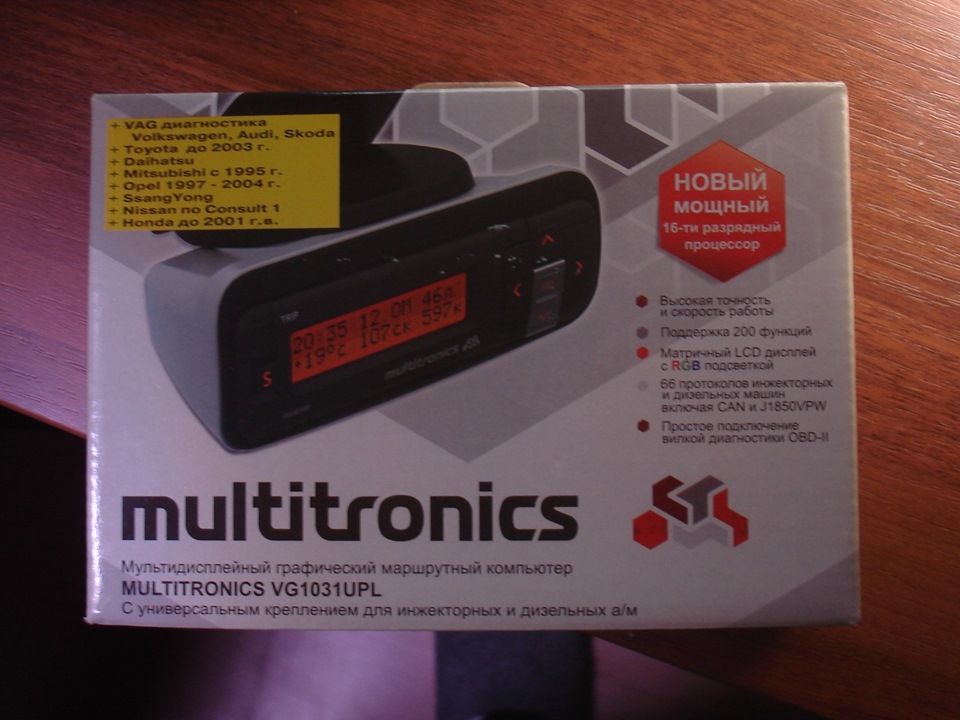 + VAG диагностика
Volkswagen, Audi, Skoda
+ Toyota до 2003 г.
+ Daihatsu
+ Mitsubishi с 1995 г.
+ Opel 1997 - 2004 г.
+ SsangYong
+ Nissan по Consult 1
+ Honda до 2001 г.в.
НОВЫЙ
мощный
16-ти разрядный
процессор
TRIP
20:35 12.0М 46л
+19°c 107ск 597к
S
multitronics
Высокая точность
и скорость работы
Поддержка 200 функций
Матричный LCD дисплей
с RGB подсветкой
66 протоколов инжекторных
и дизельных машин
включая CAN и J1850VPW
Простое подключение
вилкой диагностики OBD-II
multitronics
Мультидисплейный графический маршрутный компьютер
MULTITRONICS VG1031UPL
С универсальным креплением для инжекторных и дизельных а/м